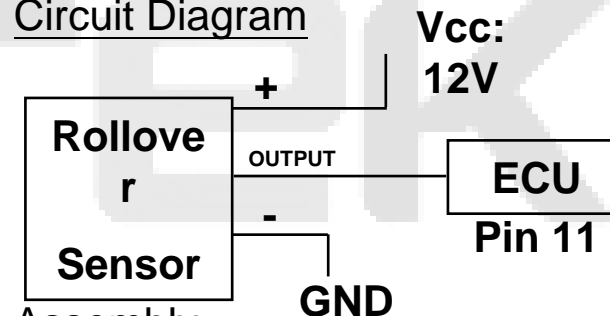 Circuit Diagram
Vcc:
12V
+
Rollove
r
Sensor
OUTPUT
-
ECU
Pin 11
GND